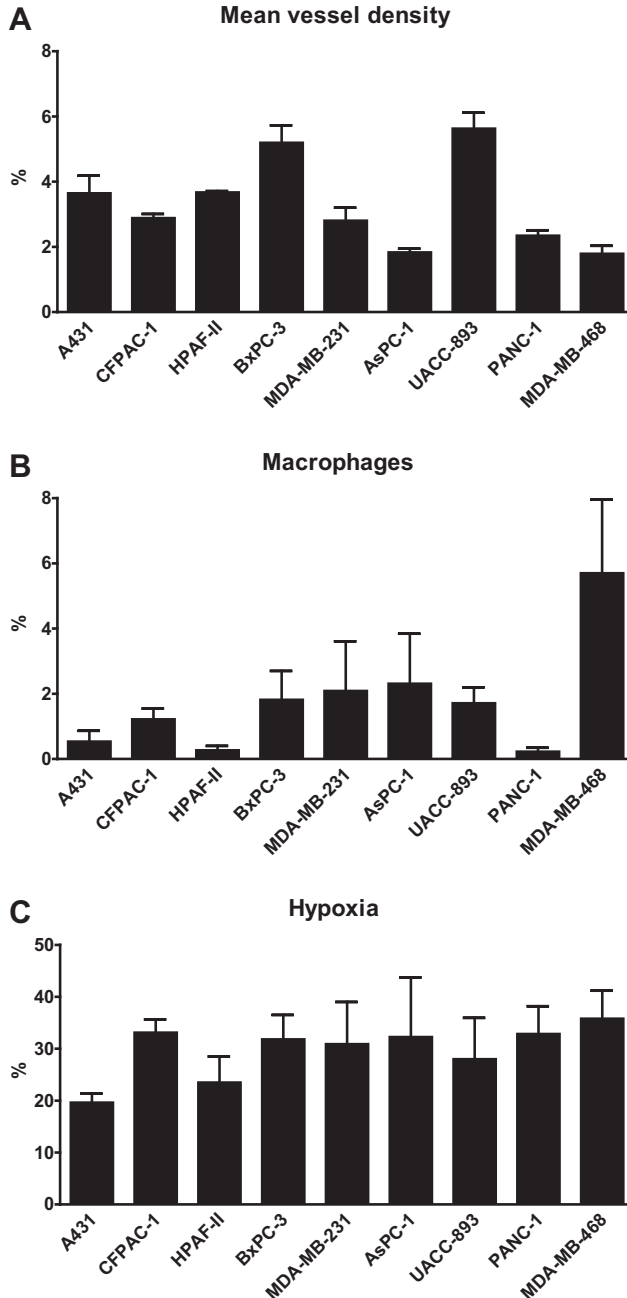 A
Mean vessel density
8
6
4
2
0
%
A431
CFPAC-1
HPAF-II
BxPC-3
MDA-MB-231
AsPC-1
UACC-893
PANC-1
MDA-MB-468
B
Macrophages
8
6
4
2
0
%
A431
CFPAC-1
HPAF-II
BxPC-3
MDA-MB-231
AsPC-1
UACC-893
PANC-1
MDA-MB-468
C
Hypoxia
50
40
30
20
10
0
%
A431
CFPAC-1
HPAF-II
BxPC-3
MDA-MB-231
AsPC-1
UACC-893
PANC-1
MDA-MB-468